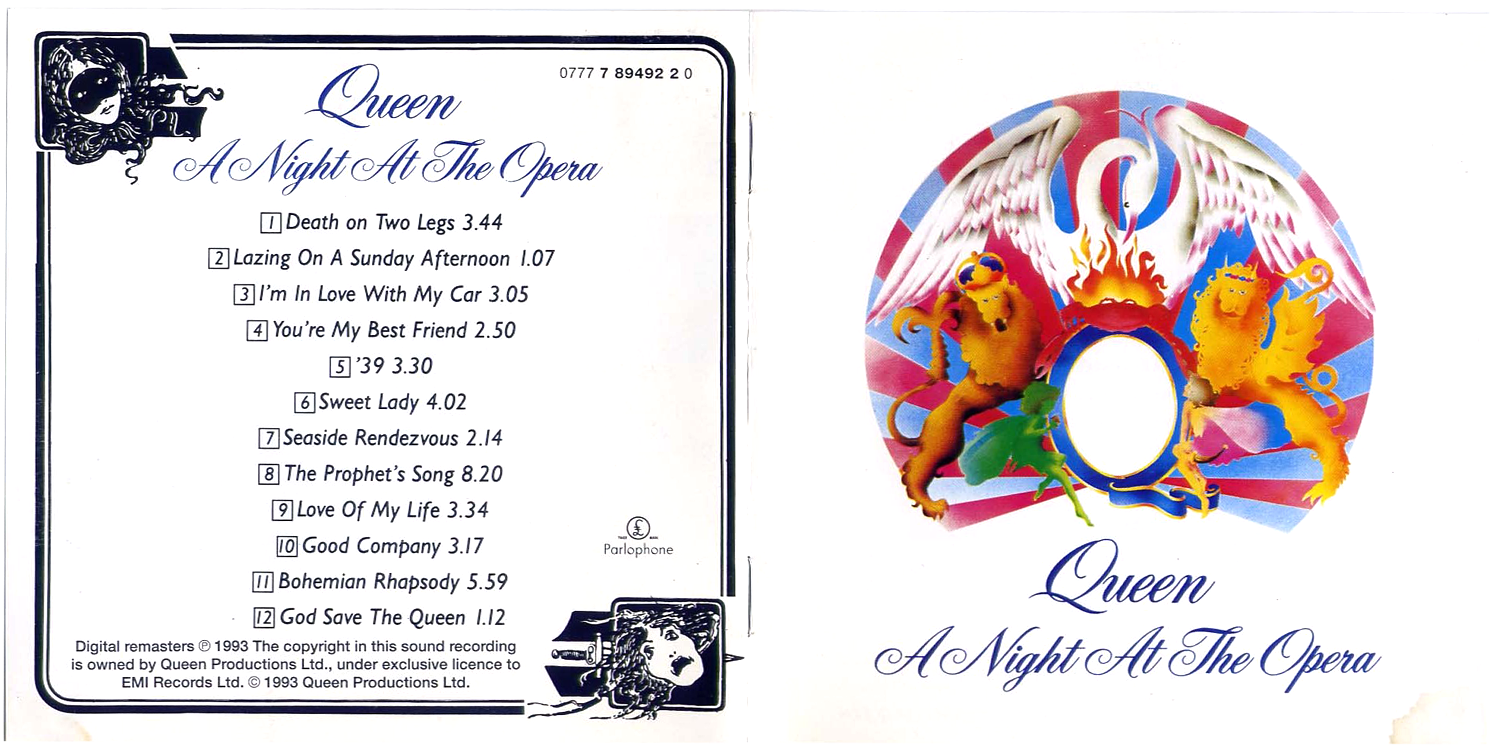 0777 7 89492 2 0
Queen
A Night At The Opera
1 Death on Two Legs 3.44
2 Lazing On A Sunday Afternoon 1.07
3 I'm In Love With My Car 3.05
4 You're My Best Friend 2.50
5 '39 3.30
6 Sweet Lady 4.02
7 Seaside Rendezvous 2.14
8 The Prophet's Song 8.20
9 Love Of My Life 3.34
10 Good Company 3.17
11 Bohemian Rhapsody 5.59
12 God Save The Queen 1.12
£
TRADE MARK
Parlophone
Digital remasters ℗ 1993 The copyright in this sound recording
is owned by Queen Productions Ltd., under exclusive licence to
EMI Records Ltd. © 1993 Queen Productions Ltd.
Queen
A Night At The Opera